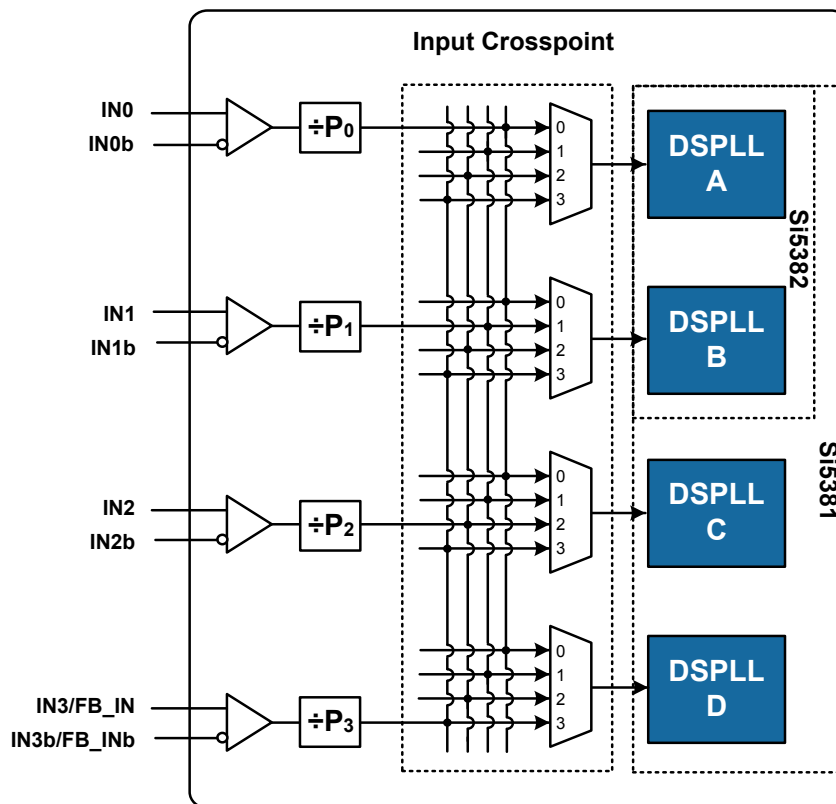 Input Crosspoint
IN0
IN0b
÷P0
0
1
2
3
DSPLL
A
Si5382
IN1
IN1b
÷P1
0
1
2
3
DSPLL
B
Si5381
IN2
IN2b
÷P2
0
1
2
3
DSPLL
C
IN3/FB_IN
IN3b/FB_INb
÷P3
0
1
2
3
DSPLL
D